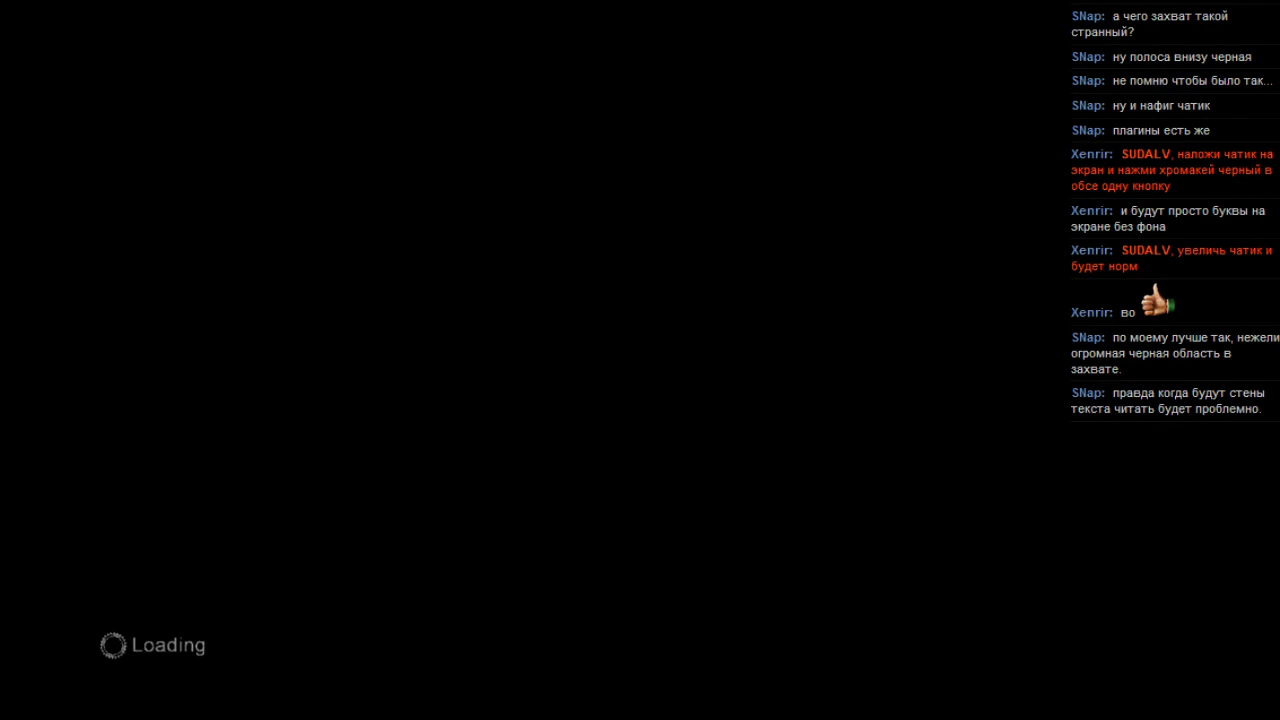 SNap: а чего захват такой
странный?
SNap: ну полоса внизу черная
SNap: не помню чтобы было так...
SNap: ну и нафиг чатик
SNap: плагины есть же
Xenrir: SUDALV, наложи чатик на
экран и нажми хромакей черный в
обсе одну кнопку
Xenrir: и будут просто буквы на
экране без фона
Xenrir: SUDALV, увеличь чатик и
будет норм
Xenrir: во
SNap: по моему лучше так, нежели
огромная черная область в
захвате.
SNap: правда когда будут стены
текста читать будет проблемно.
Loading